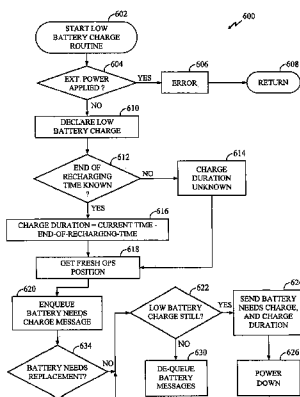 600
602
START LOW
BATTERY CHARGE
ROUTINE
604
EXT. POWER
APPLIED ?
YES
606
ERROR
608
RETURN
NO
610
DECLARE LOW
BATTERY CHARGE
612
END OF
RECHARGING
TIME KNOWN
?
NO
614
CHARGE
DURATION
UNKNOWN
YES
616
CHARGE DURATION = CURRENT TIME -
END-OF-RECHARGING-TIME
618
GET FRESH GPS
POSITION
620
ENQUEUE
BATTERY NEEDS
CHARGE MESSAGE
622
LOW BATTERY
CHARGE STILL?
YES
SEND BATTERY
NEEDS CHARGE,
AND CHARGE
DURATION
634
BATTERY NEEDS
REPLACEMENT?
NO
NO
630
DE-QUEUE
BATTERY
MESSAGES
626
POWER
DOWN